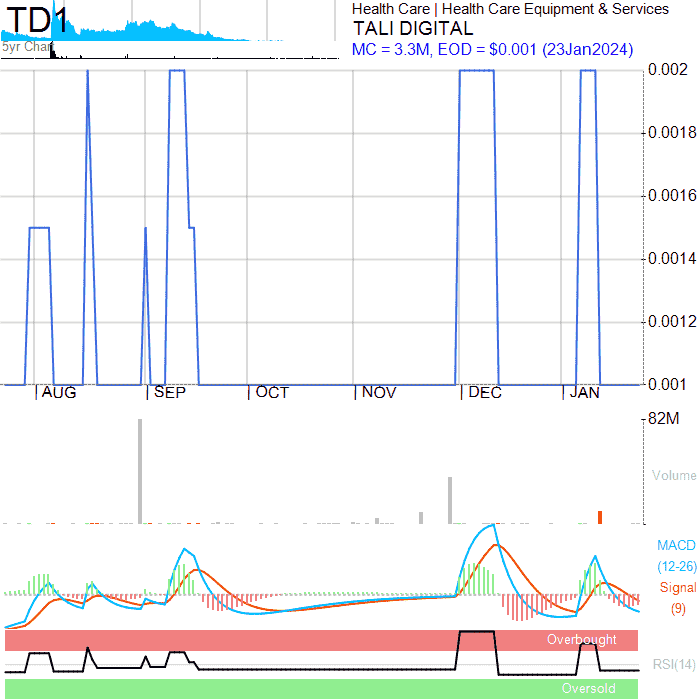 TD1
Health Care | Health Care Equipment & Services
TALI DIGITAL
5yr Chart
MC = 3.3M, EOD = $0.001 (23Jan2024)
0.002
0.0018
0.0016
0.0014
0.0012
0.001
| AUG | SEP | OCT | NOV | DEC | JAN
82M
Volume
MACD
(12-26)
Signal
(9)
Overbought
RSI(14)
Oversold